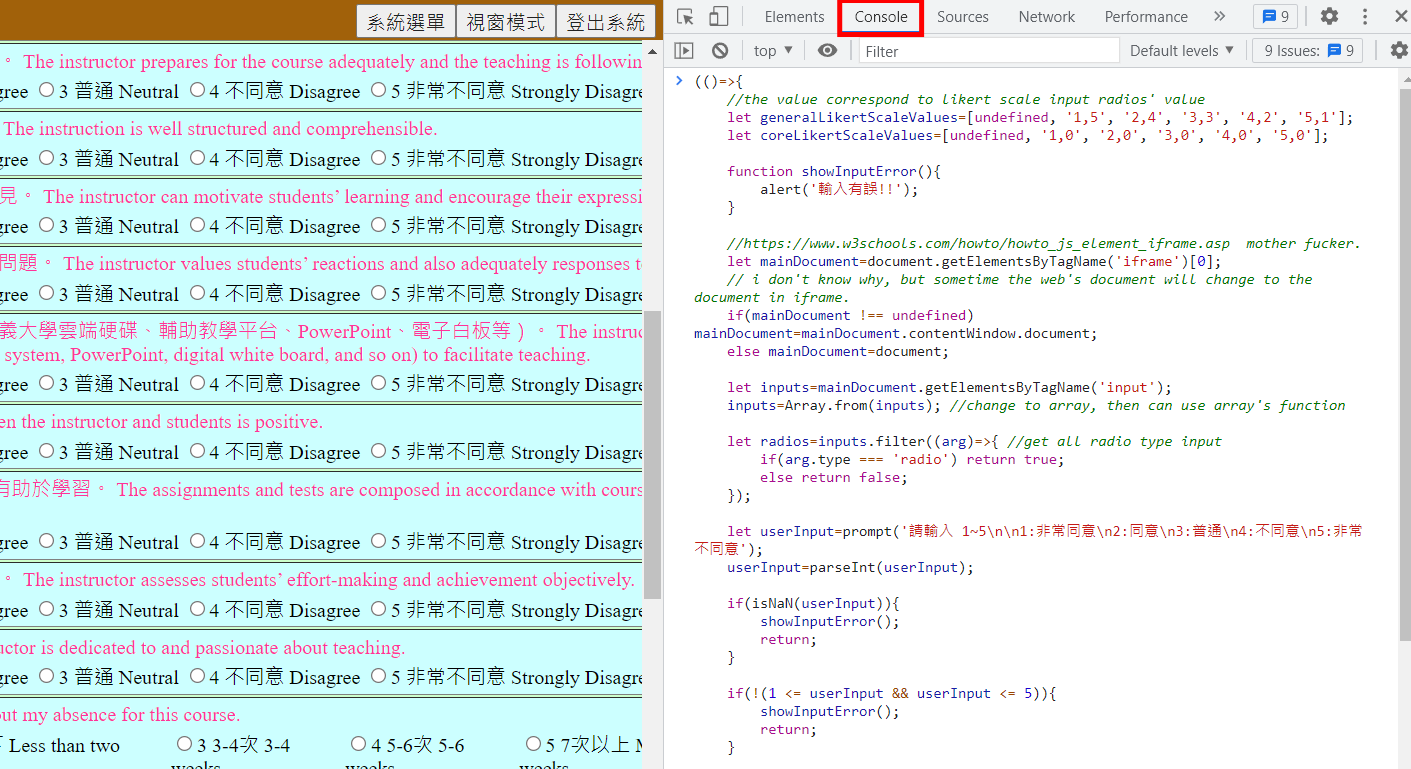 系統選單 視窗模式 登出系統
。 The instructor prepares for the course adequately and the teaching is followin
gree 3 普通 Neutral 4 不同意 Disagree 5 非常不同意 Strongly Disagre
The instruction is well structured and comprehensible.
gree 3 普通 Neutral 4 不同意 Disagree 5 非常不同意 Strongly Disagre
見。 The instructor can motivate students’ learning and encourage their expressi
gree 3 普通 Neutral 4 不同意 Disagree 5 非常不同意 Strongly Disagre
問題。 The instructor values students’ reactions and also adequately responses t
gree 3 普通 Neutral 4 不同意 Disagree 5 非常不同意 Strongly Disagre
義大學雲端硬碟、輔助教學平台、PowerPoint、電子白板等）。 The instruc
system, PowerPoint, digital white board, and so on) to facilitate teaching.
gree 3 普通 Neutral 4 不同意 Disagree 5 非常不同意 Strongly Disagre
en the instructor and students is positive.
gree 3 普通 Neutral 4 不同意 Disagree 5 非常不同意 Strongly Disagre
有助於學習。 The assignments and tests are composed in accordance with cours
gree 3 普通 Neutral 4 不同意 Disagree 5 非常不同意 Strongly Disagre
。 The instructor assesses students’ effort-making and achievement objectively.
gree 3 普通 Neutral 4 不同意 Disagree 5 非常不同意 Strongly Disagre
uctor is dedicated to and passionate about teaching.
gree 3 普通 Neutral 4 不同意 Disagree 5 非常不同意 Strongly Disagre
out my absence for this course.
Less than two 3 3-4次 3-4 4 5-6次 5-6 5 7次以上 M
weeks weeks weeks
Elements Console Sources Network Performance » 9
top Filter Default levels 9 Issues: 9
(()=>{
//the value correspond to likert scale input radios' value
let generalLikertScaleValues=[undefined, '1,5', '2,4', '3,3', '4,2', '5,1'];
let coreLikertScaleValues=[undefined, '1,0', '2,0', '3,0', '4,0', '5,0'];
function showInputError(){
alert('輸入有誤!!');
}
//https://www.w3schools.com/howto/howto_js_element_iframe.asp  mother fucker.
let mainDocument=document.getElementsByTagName('iframe')[0];
// i don't know why, but sometime the web's document will change to the
document in iframe.
if(mainDocument !== undefined)
mainDocument=mainDocument.contentWindow.document;
else mainDocument=document;
let inputs=mainDocument.getElementsByTagName('input');
inputs=Array.from(inputs); //change to array, then can use array's function
let radios=inputs.filter((arg)=>{ //get all radio type input
if(arg.type === 'radio') return true;
else return false;
});
let userInput=prompt('請輸入 1~5\n\n1:非常同意\n2:同意\n3:普通\n4:不同意\n5:非常
不同意');
userInput=parseInt(userInput);
if(isNaN(userInput)){
showInputError();
return;
}
if(!(1 <= userInput && userInput <= 5)){
showInputError();
return;
}